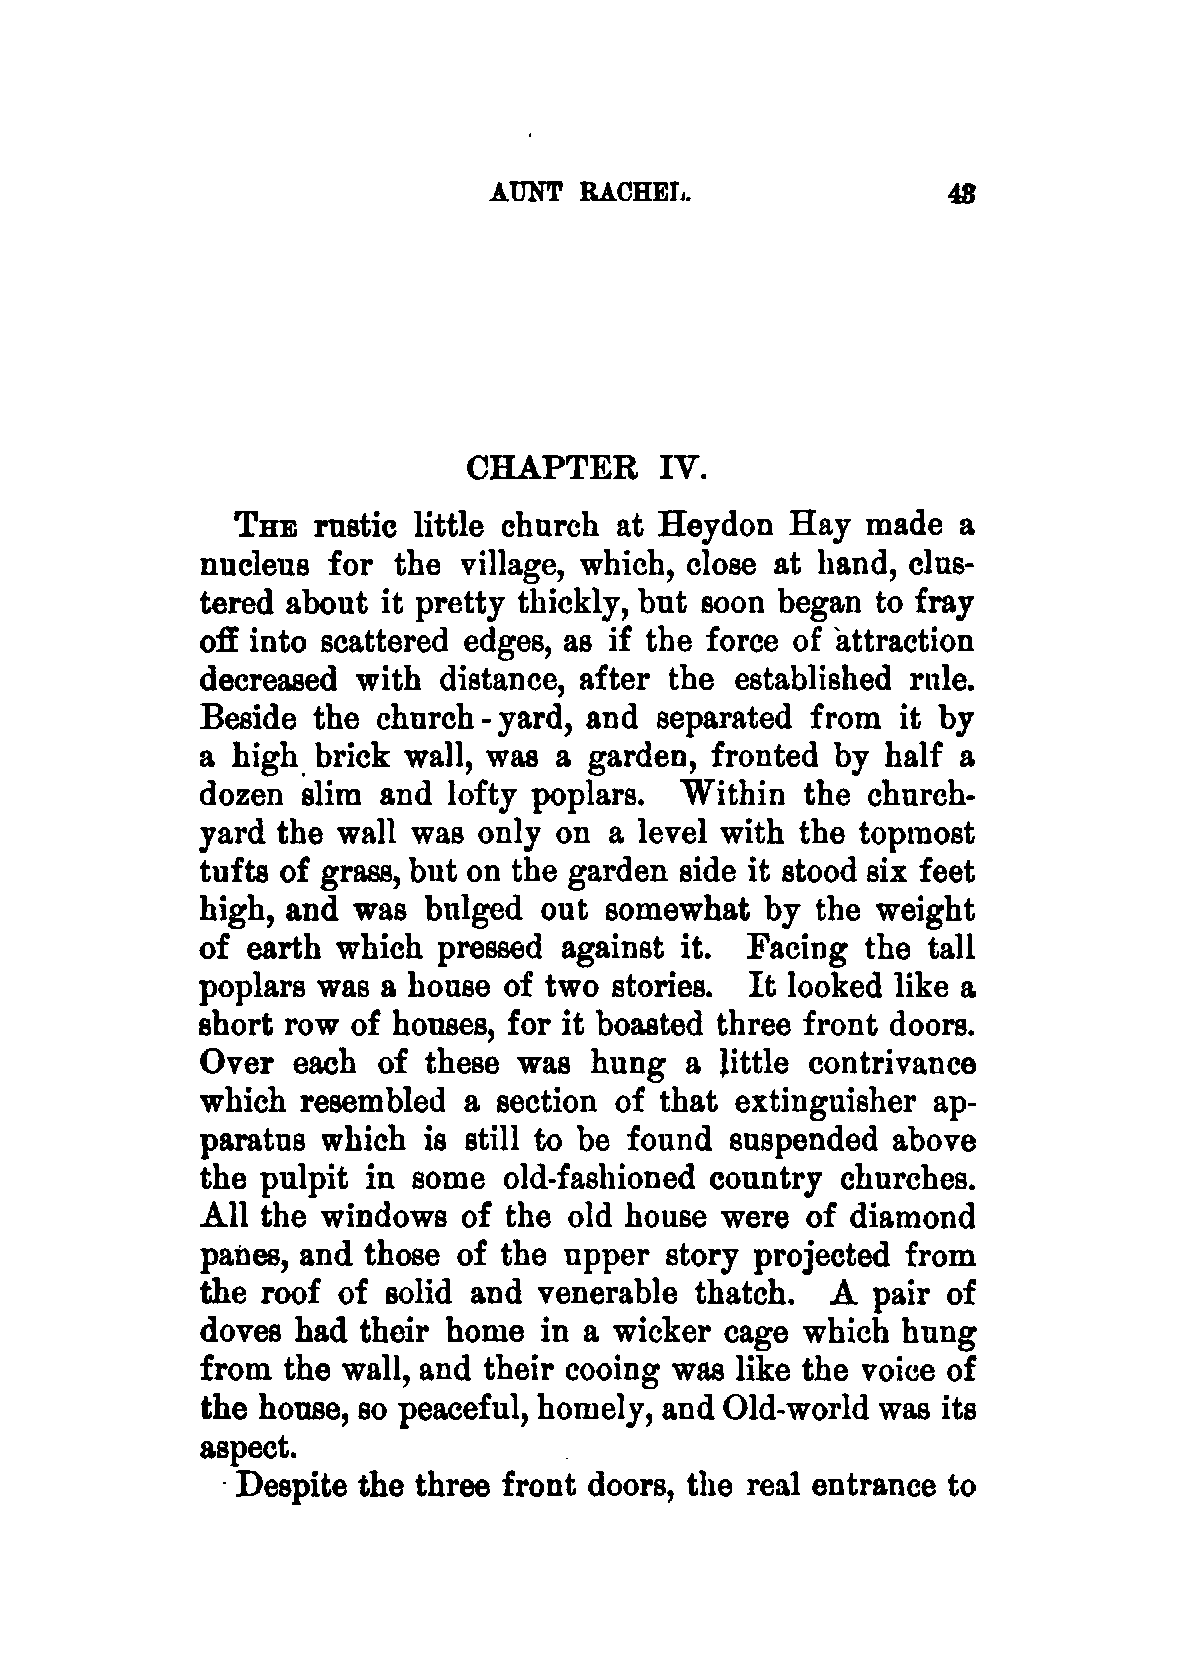 AUNT RACHEL. 43
CHAPTER IV.
THE rustic little church at Heydon Hay made a
nucleus for the village, which, close at hand, clus-
tered about it pretty thickly, but soon began to fray
off into scattered edges, as if the force of attraction
decreased with distance, after the established rule.
Beside the church-yard, and separated from it by
a high brick wall, was a garden, fronted by half a
dozen slim and lofty poplars. Within the church-
yard the wall was only on a level with the topmost
tufts of grass, but on the garden side it stood six feet
high, and was bulged out somewhat by the weight
of earth which pressed against it. Facing the tall
poplars was a house of two stories. It looked like a
short row of houses, for it boasted three front doors.
Over each of these was hung a little contrivance
which resembled a section of that extinguisher ap-
paratus which is still to be found suspended above
the pulpit in some old-fashioned country churches.
All the windows of the old house were of diamond
panes, and those of the upper story projected from
the roof of solid and venerable thatch. A pair of
doves had their home in a wicker cage which hung
from the wall, and their cooing was like the voice of
the house, so peaceful, homely, and Old-world was its
aspect.
Despite the three front doors, the real entrance to